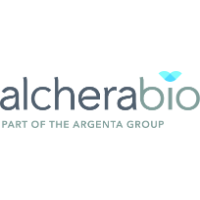 alcherabio
PART OF THE ARGENTA GROUP